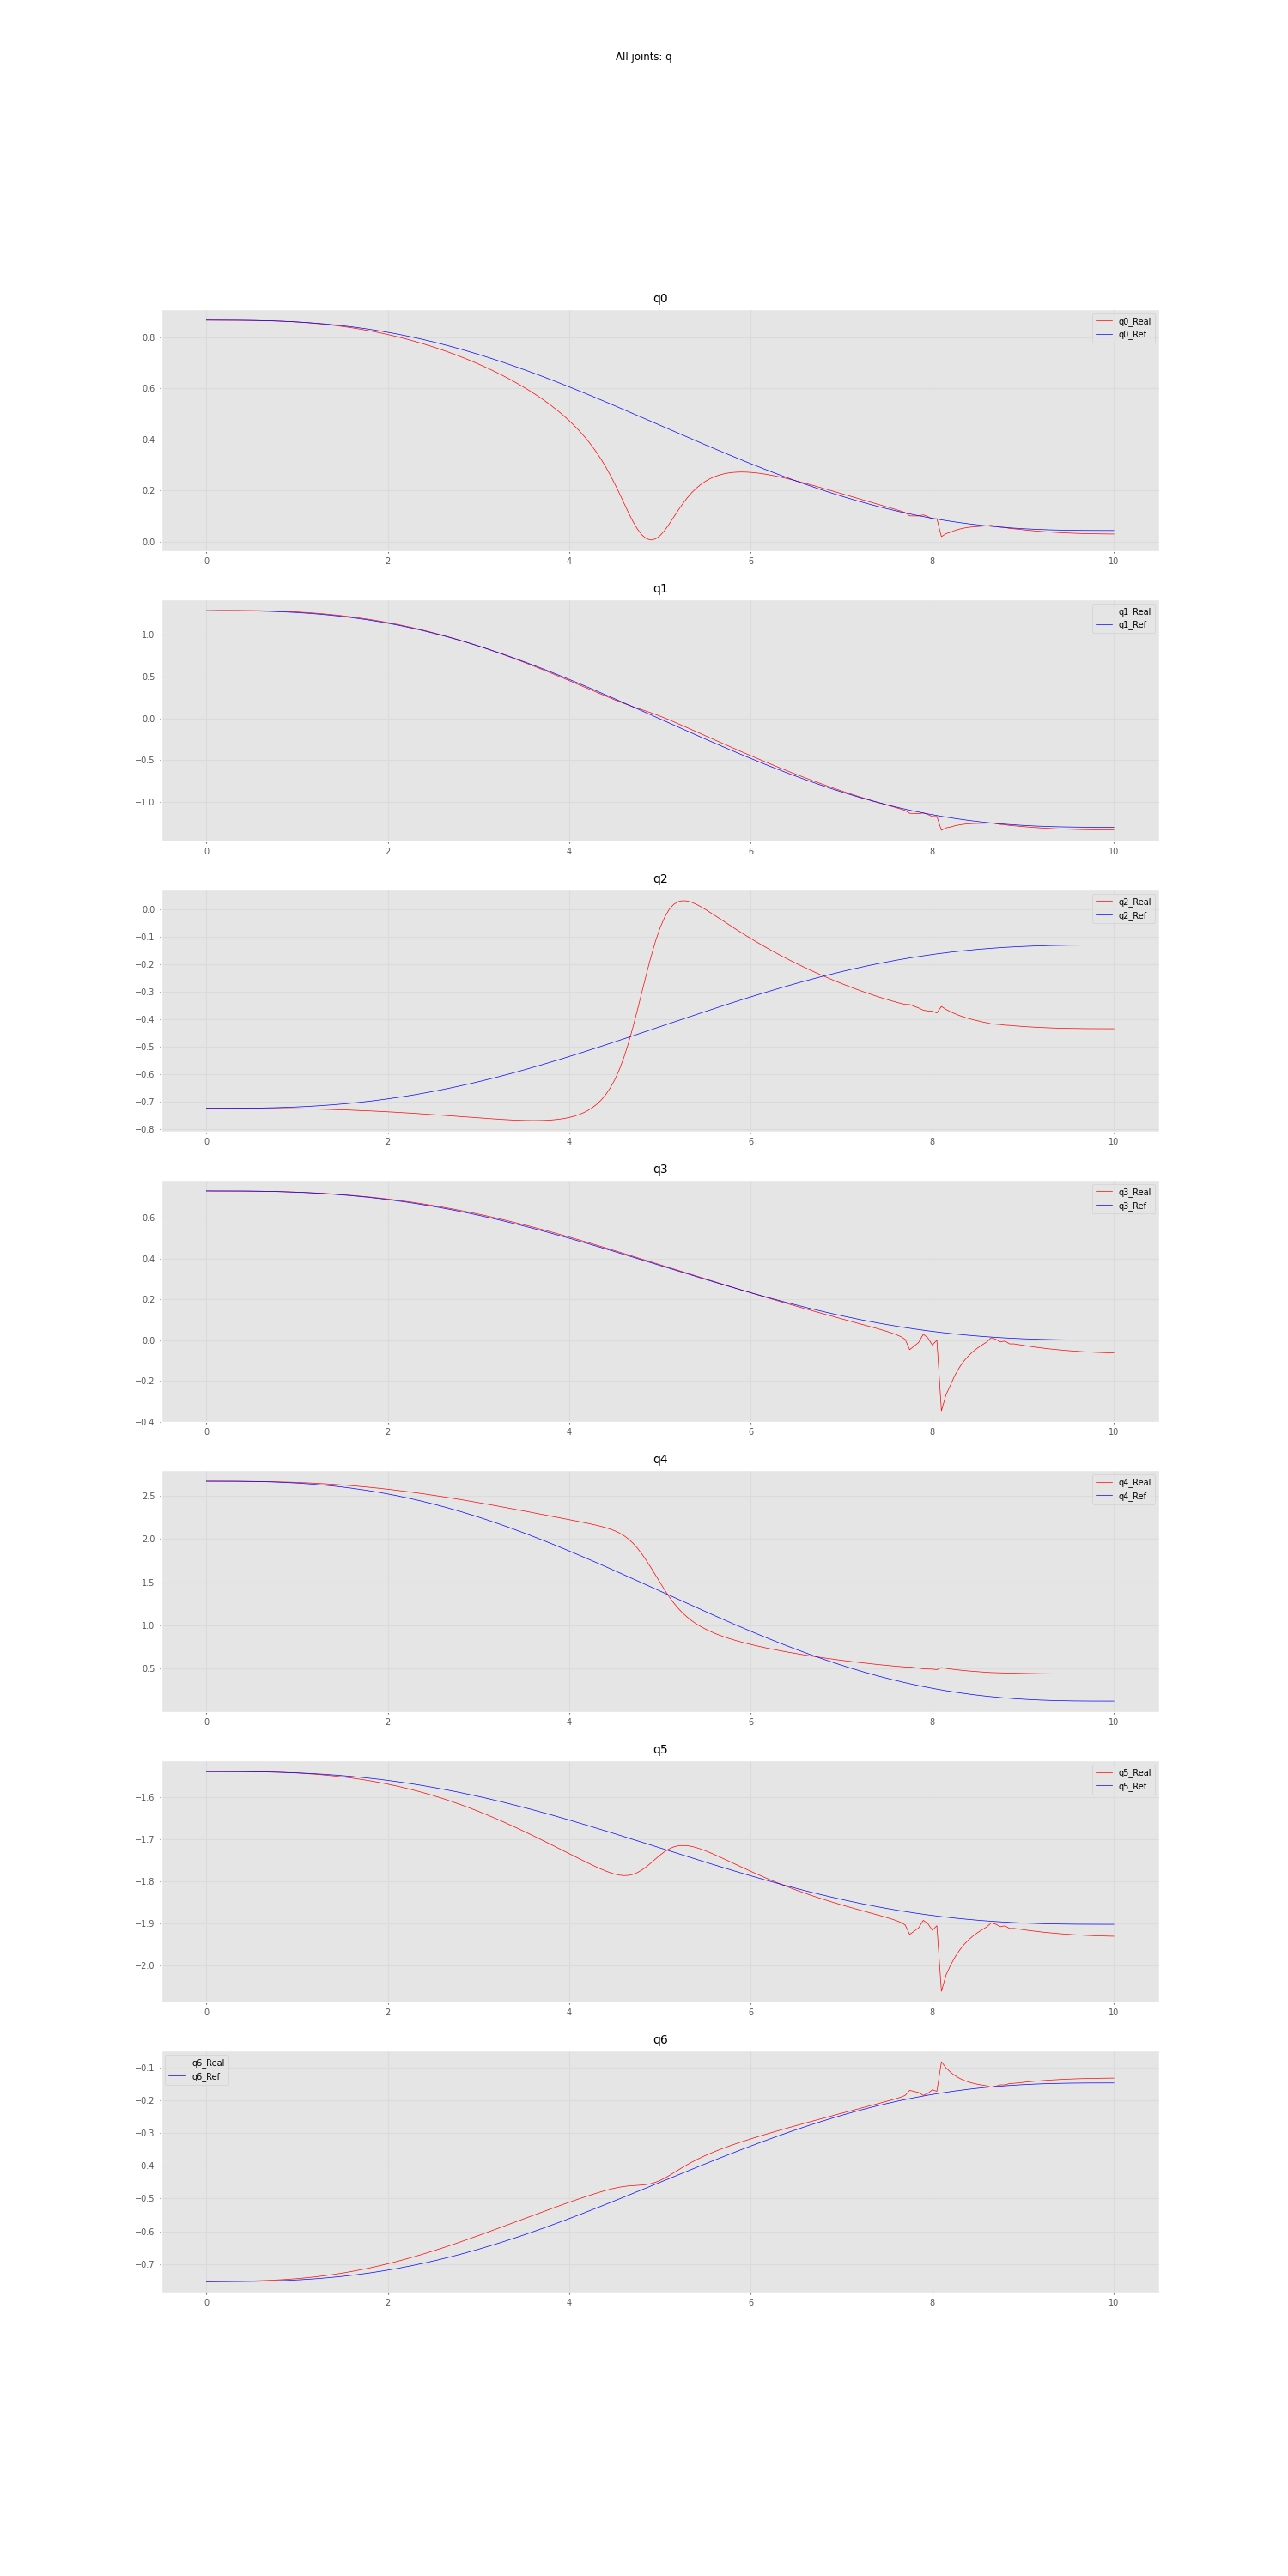 All joints: q
q0
q0_Real
q0_Ref
0.8
0.6
0.4
0.2
0.0
0 2 4 6 8 10
q1
q1_Real
q1_Ref
1.0
0.5
0.0
−0.5
−1.0
0 2 4 6 8 10
q2
q2_Real
q2_Ref
0.0
−0.1
−0.2
−0.3
−0.4
−0.5
−0.6
−0.7
−0.8
0 2 4 6 8 10
q3
q3_Real
q3_Ref
0.6
0.4
0.2
0.0
−0.2
−0.4
0 2 4 6 8 10
q4
q4_Real
q4_Ref
2.5
2.0
1.5
1.0
0.5
0 2 4 6 8 10
q5
q5_Real
q5_Ref
−1.6
−1.7
−1.8
−1.9
−2.0
0 2 4 6 8 10
q6
q6_Real
q6_Ref
−0.1
−0.2
−0.3
−0.4
−0.5
−0.6
−0.7
0 2 4 6 8 10